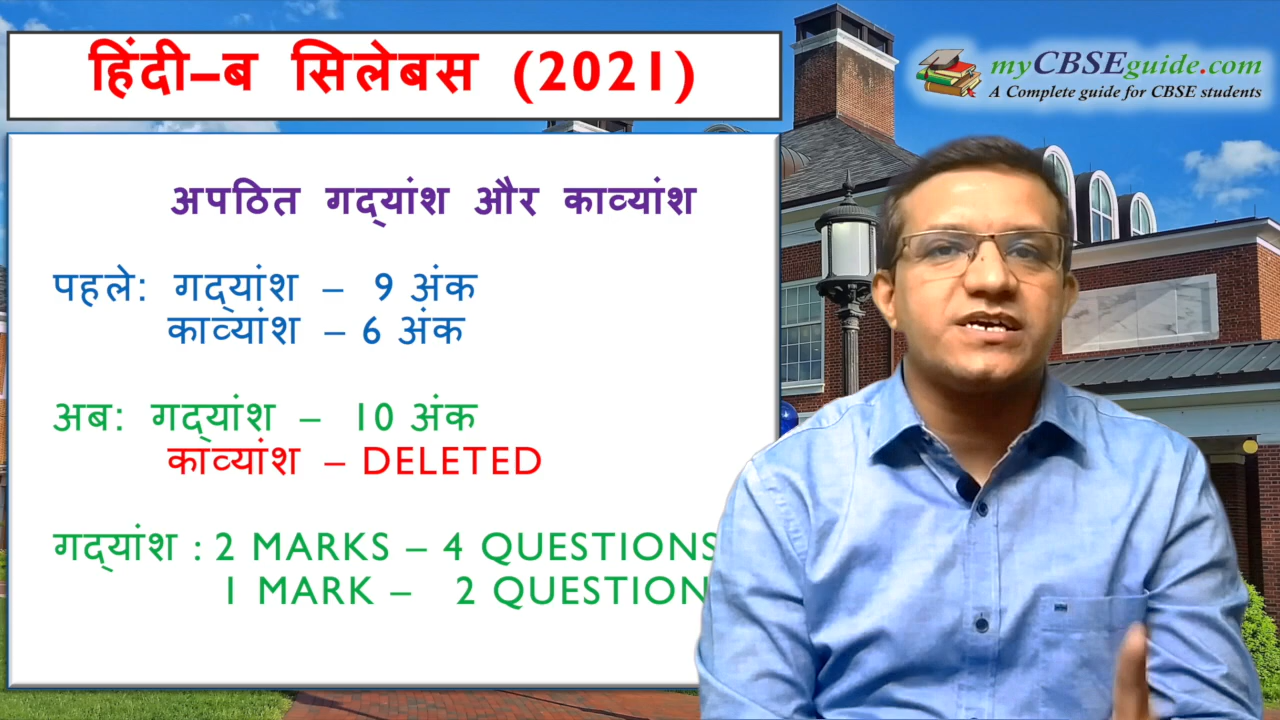 हिंदी–ब सिलेबस (2021)
myCBSEguide.com
A Complete guide for CBSE students
अपठित गद्यांश और काव्यांश
पहले: गद्यांश – 9 अंक
काव्यांश – 6 अंक
अब: गद्यांश – 10 अंक
काव्यांश – DELETED
गद्यांश : 2 MARKS – 4 QUESTIONS
1 MARK – 2 QUESTION